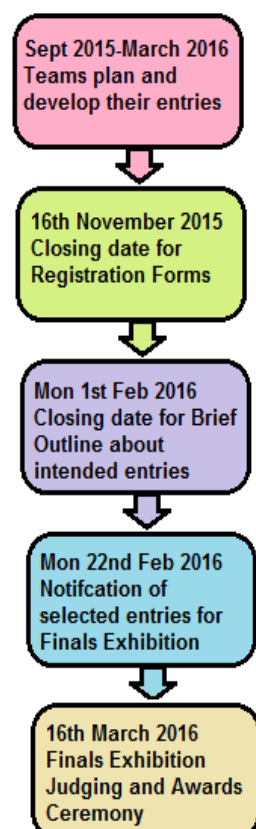 Sept 2015-March 2016
Teams plan and
develop their entries
16th November 2015
Closing date for
Registration Forms
Mon 1st Feb 2016
Closing date for Brief
Outline about
intended entries
Mon 22nd Feb 2016
Notifcation of
selected entries for
Finals Exhibition
16th March 2016
Finals Exhibition
Judging and Awards
Ceremony